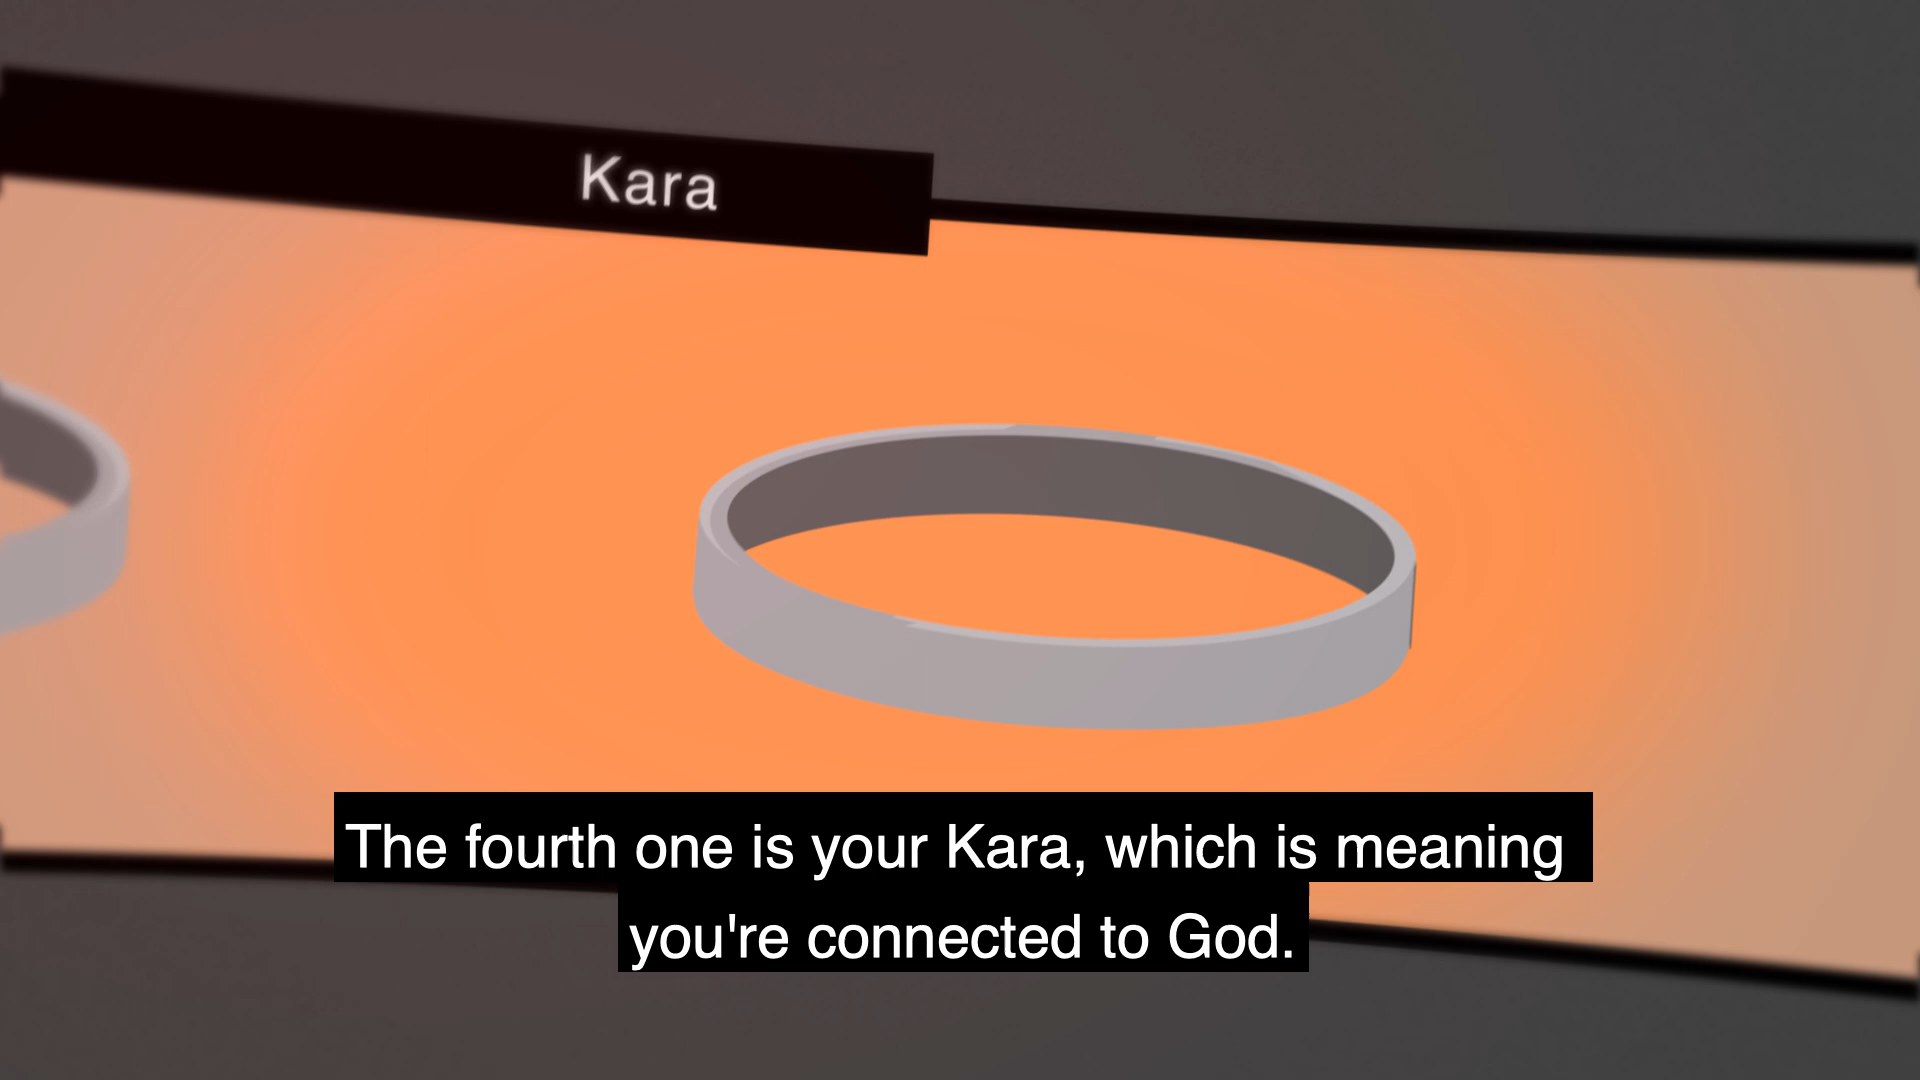 Kara
The fourth one is your Kara, which is meaning
you're connected to God.